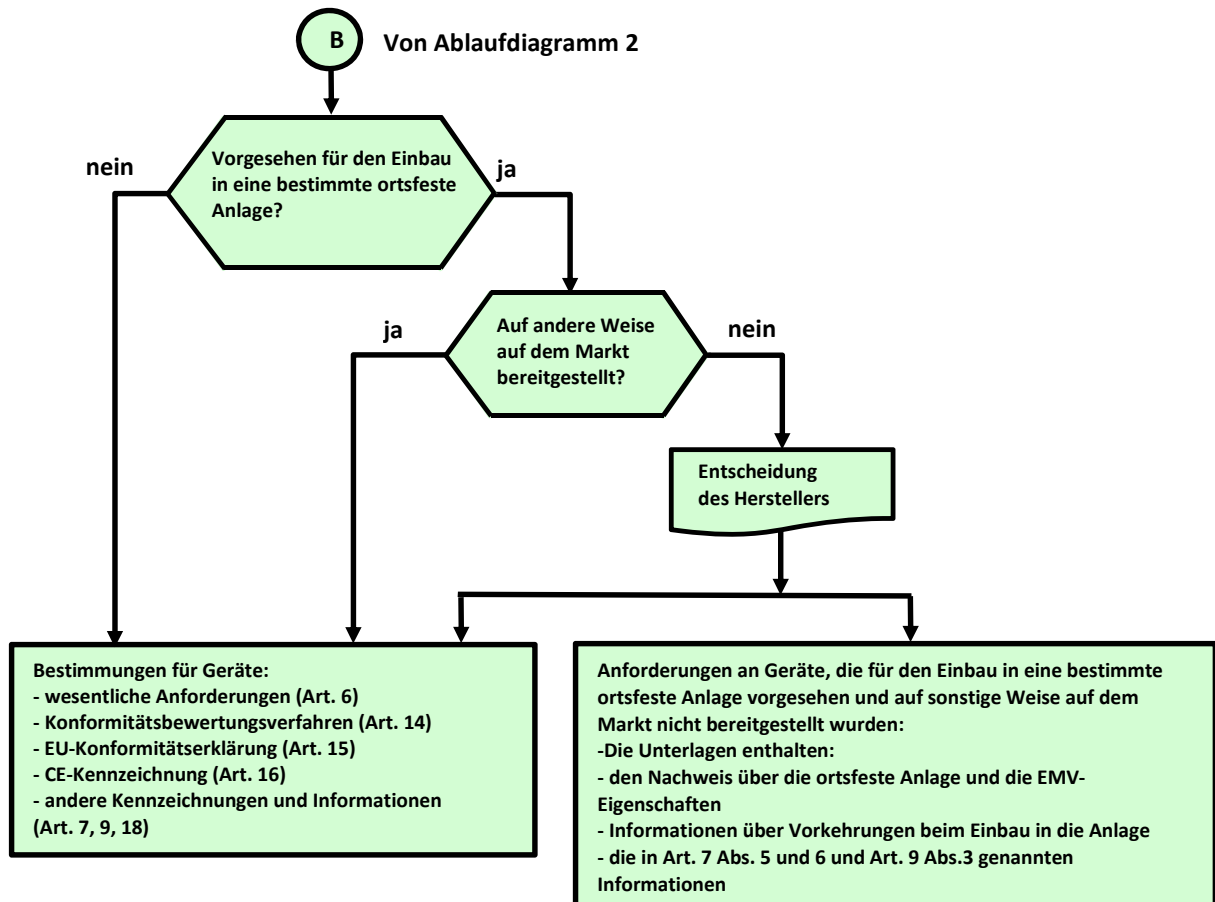 B Von Ablaufdiagramm 2
nein
Vorgesehen für den Einbau
in eine bestimmte ortsfeste
Anlage?
ja
ja
Auf andere Weise
auf dem Markt
bereitgestellt?
nein
Entscheidung
des Herstellers
Bestimmungen für Geräte:
- wesentliche Anforderungen (Art. 6)
- Konformitätsbewertungsverfahren (Art. 14)
- EU-Konformitätserklärung (Art. 15)
- CE-Kennzeichnung (Art. 16)
- andere Kennzeichnungen und Informationen
(Art. 7, 9, 18)
Anforderungen an Geräte, die für den Einbau in eine bestimmte
ortsfeste Anlage vorgesehen und auf sonstige Weise auf dem
Markt nicht bereitgestellt wurden:
-Die Unterlagen enthalten:
- den Nachweis über die ortsfeste Anlage und die EMV-
Eigenschaften
- Informationen über Vorkehrungen beim Einbau in die Anlage
- die in Art. 7 Abs. 5 und 6 und Art. 9 Abs.3 genannten
Informationen